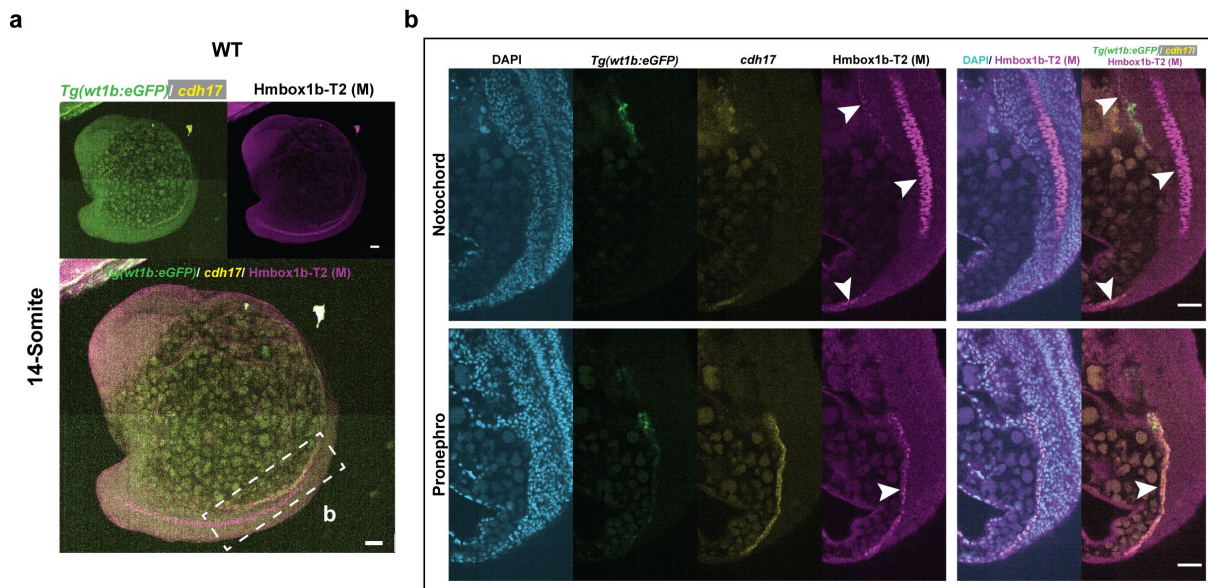 a
WT
Tg(wt1b:eGFP)/ cdh17
Hmbox1b-T2 (M)
Tg(wt1b:eGFP)/ cdh17/ Hmbox1b-T2 (M)
14-Somite
b
b
DAPI
Tg(wt1b:eGFP)
cdh17
Hmbox1b-T2 (M)
DAPI/ Hmbox1b-T2 (M)
Tg(wt1b:eGFP)/ cdh17/
Hmbox1b-T2 (M)
Notochord
Pronephro